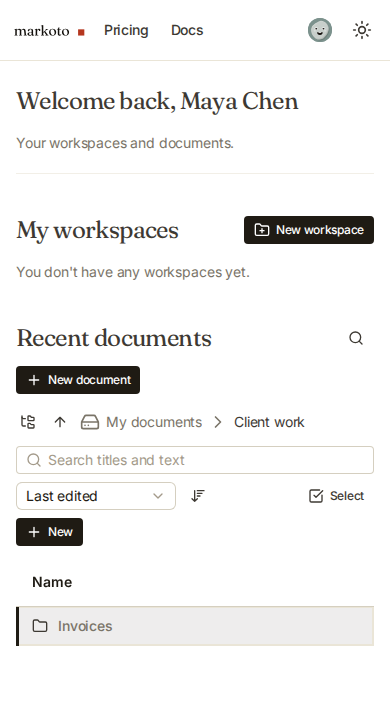 markoto Pricing Docs
Welcome back, Maya Chen
Your workspaces and documents.
My workspaces New workspace
You don't have any workspaces yet.
Recent documents
New document
My documents Client work
Search titles and text
Last edited Select
New
Name
Invoices